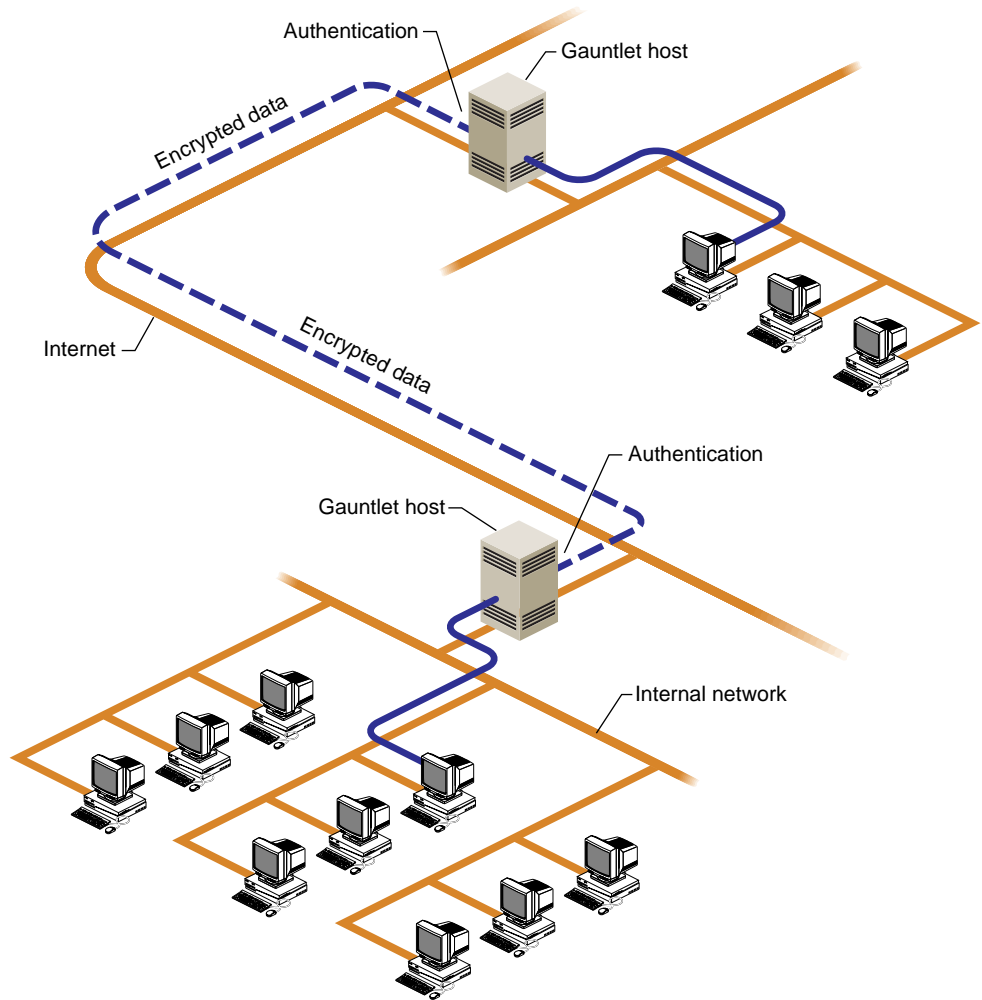 Authentication
Gauntlet host
Encrypted data
Internet
Encrypted data
Authentication
Gauntlet host
Internal network